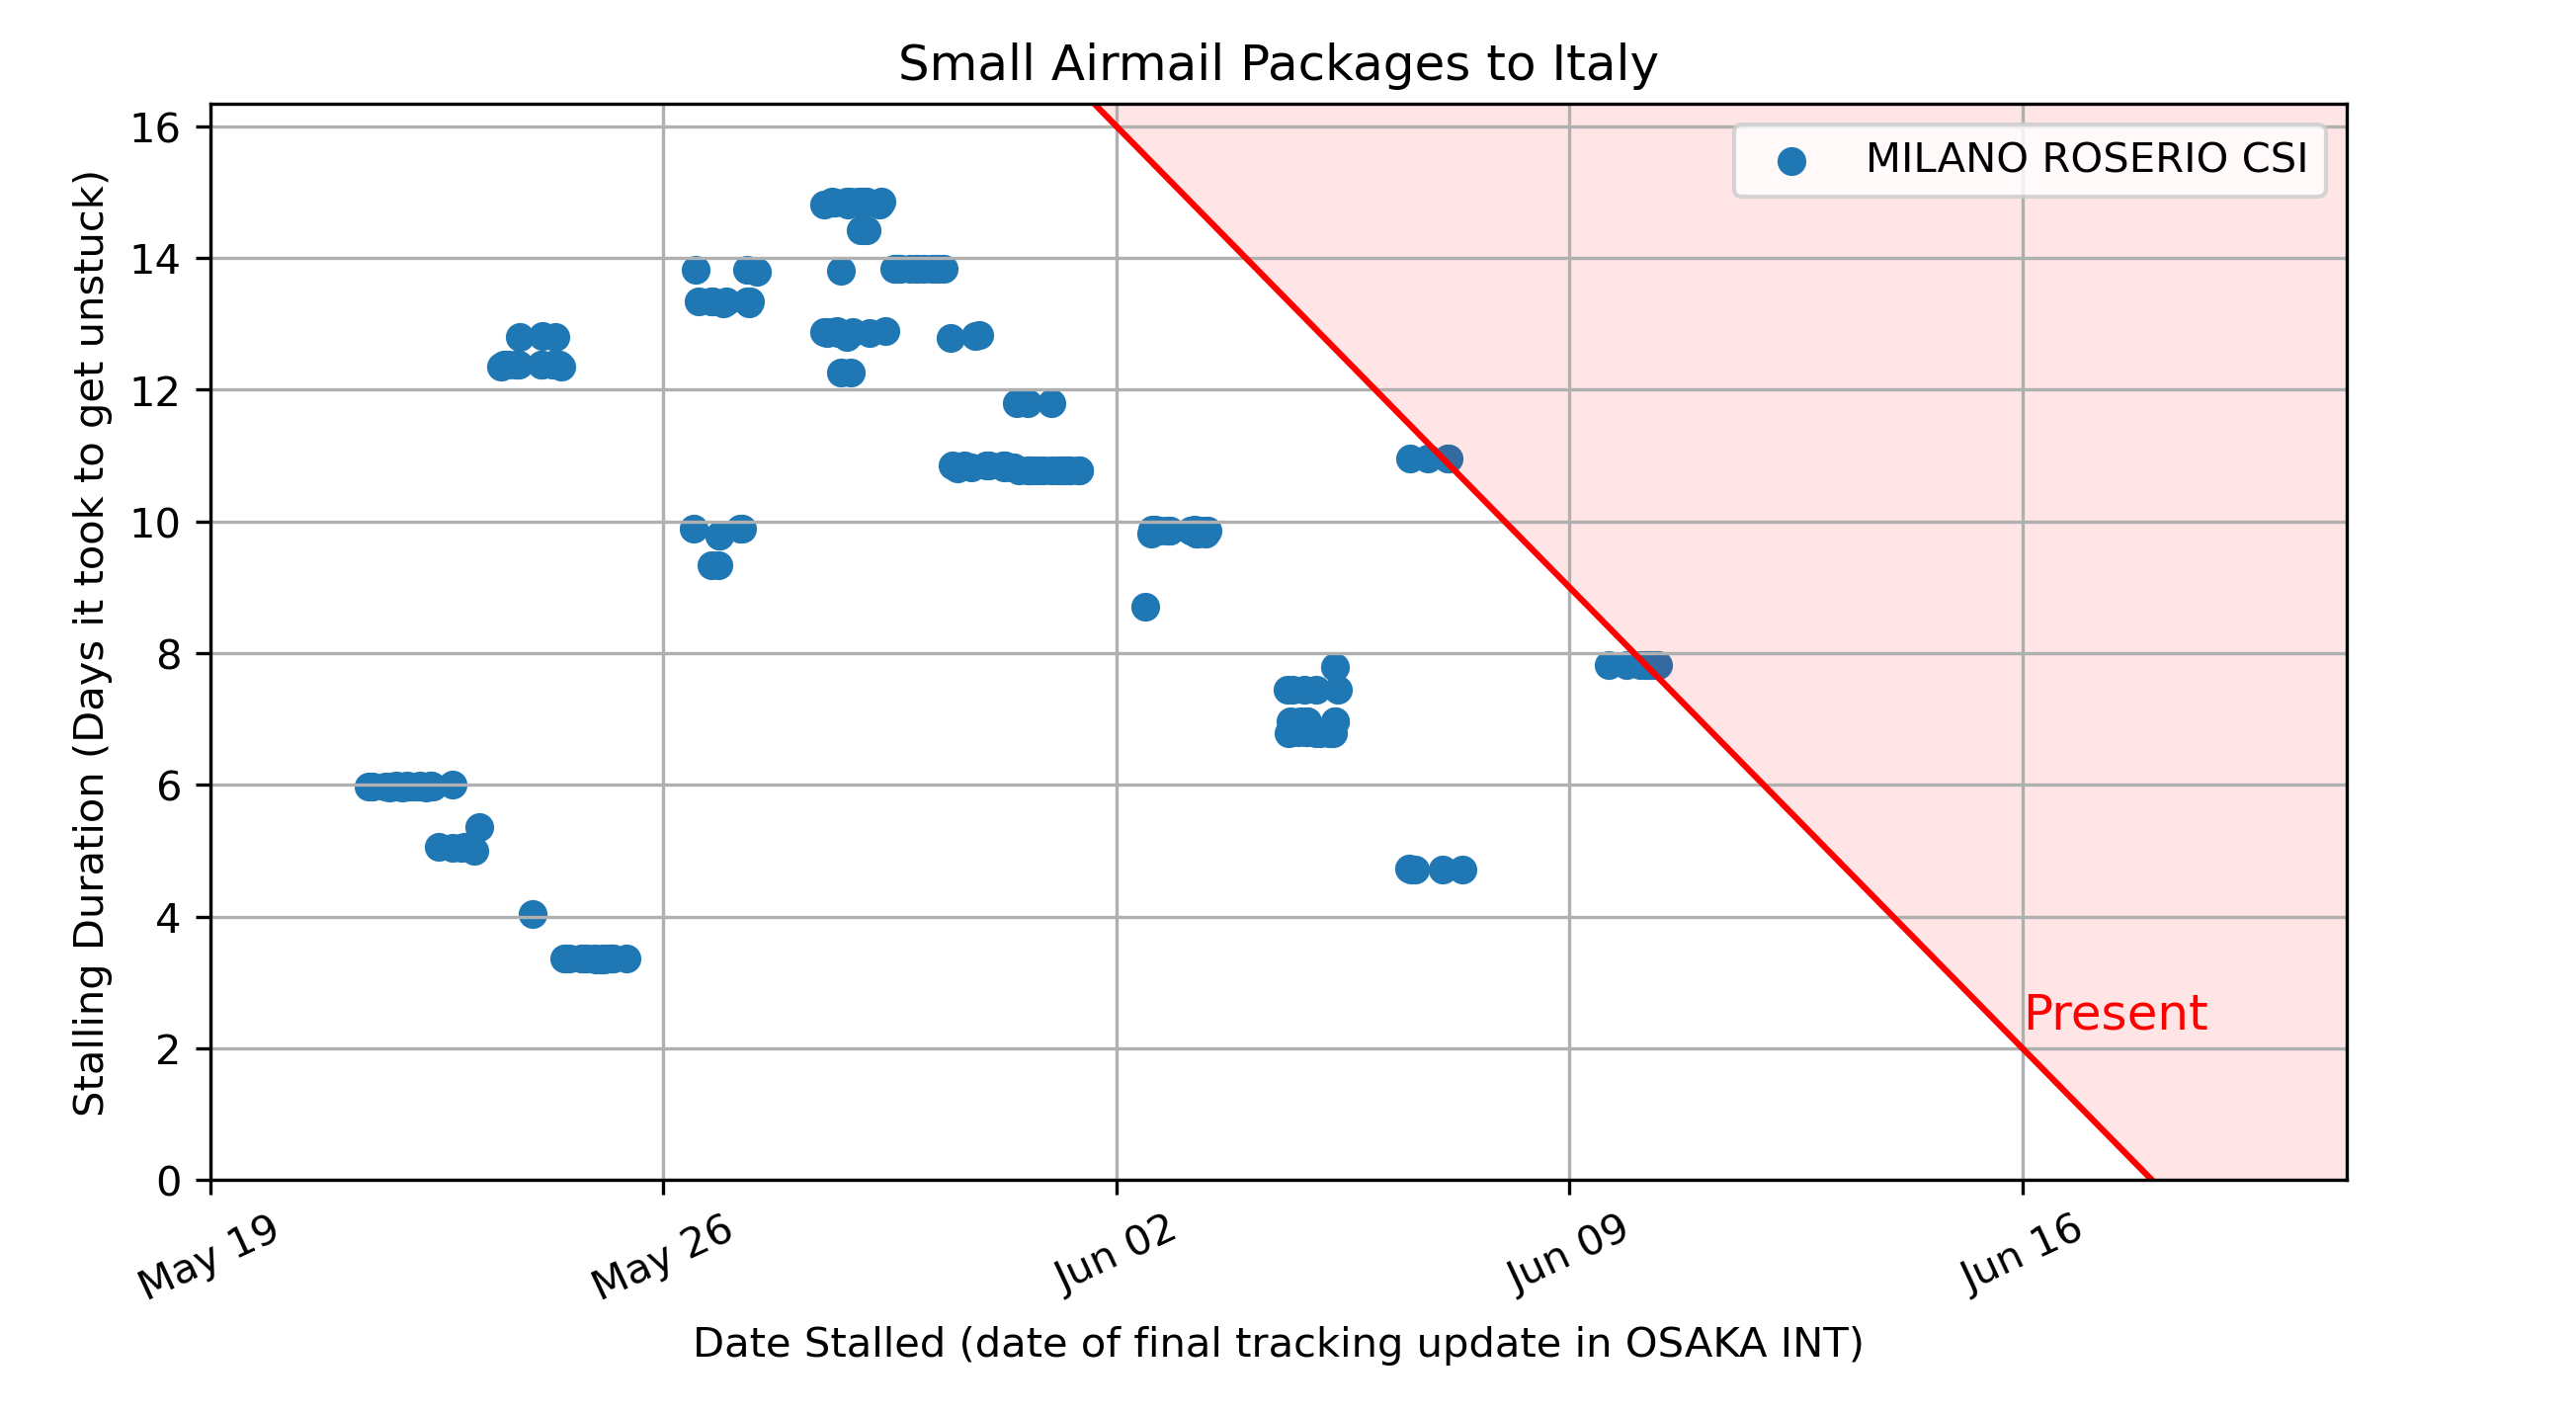 Small Airmail Packages to Italy
MILANO ROSERIO CSI
Stalling Duration (Days it took to get unstuck)
16
14
12
10
8
6
4
2
0
Present
May 19
May 26
Jun 02
Jun 09
Jun 16
Date Stalled (date of final tracking update in OSAKA INT)